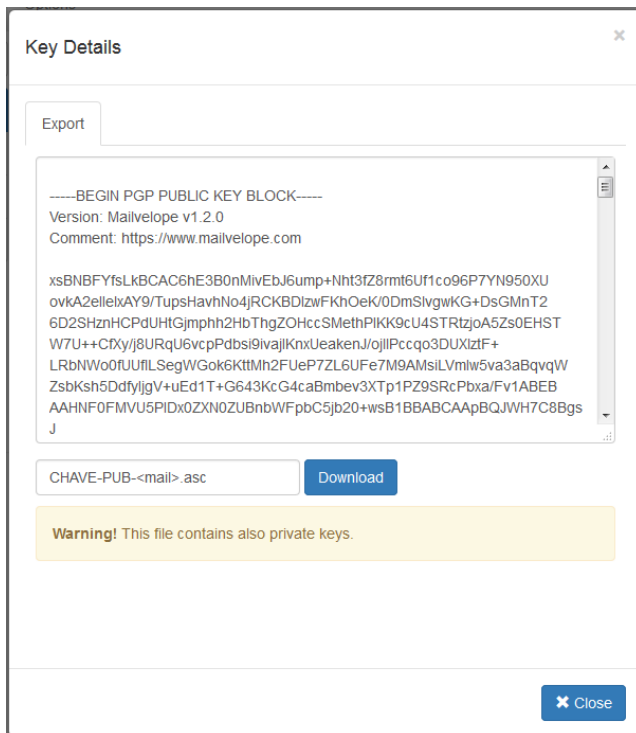 Key Details
×
Export
-----BEGIN PGP PUBLIC KEY BLOCK-----
Version: Mailvelope v1.2.0
Comment: https://www.mailvelope.com
xsBNBFYfsLkBCAC6hE3B0nMivEbJ6ump+Nht3fZ8rmt6Uf1co96P7YN950XU
ovkA2ellelxAY9/TupsHavhNo4jRCKBDlzwFKhOeK/0DmSlvgwKG+DsGMnT2
6D2SHznHCPdUHtGjmphh2HbThgZOHccSMethPlKK9cU4STRtzjoA5Zs0EHST
W7U++CfXy/j8URqU6vcpPdbsi9ivajlKnxUeakenJ/ojlIPccqo3DUXlztF+
LRbNWo0fUUflLSegWGok6KttMh2FUeP7ZL6UFe7M9AMsiLVmlw5va3aBqvqW
ZsbKsh5DdfyljgV+uEd1T+G643KcG4caBmbev3XTp1PZ9SRcPbxa/Fv1ABEB
AAHNF0FMVU5PIDx0ZXN0ZUBnbWFpbC5jb20+wsB1BBABCAApBQJWH7C8Bgs
J
CHAVE-PUB-<mail>.asc
Download
Warning! This file contains also private keys.
× Close